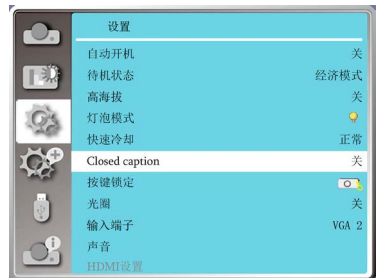 设置
自动开机 关
待机状态 经济模式
高海拔 关
灯泡模式
快速冷却 正常
Closed caption 关
按键锁定
光圈 关
输入端子 VGA 2
声音
HDMI设置